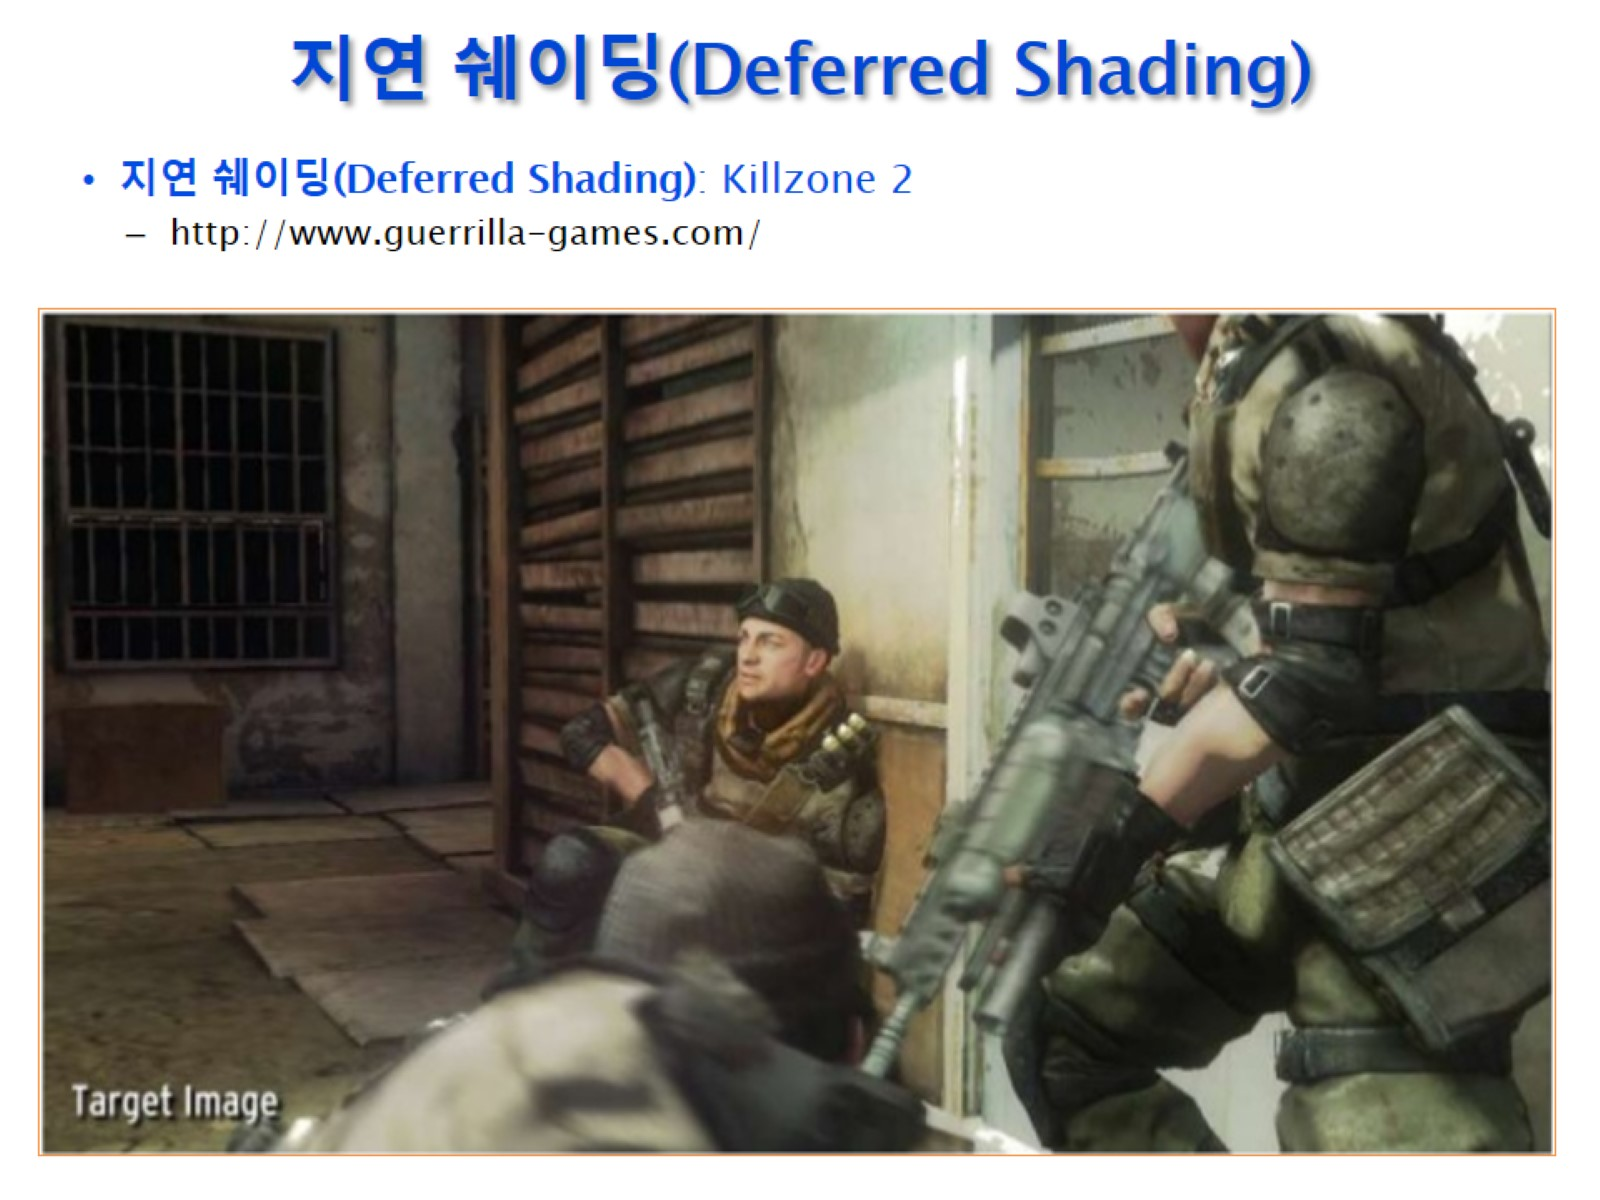 지연 쉐이딩(Deferred Shading)
• 지연 쉐이딩(Deferred Shading): Killzone 2
– http://www.guerrilla-games.com/
Target Image